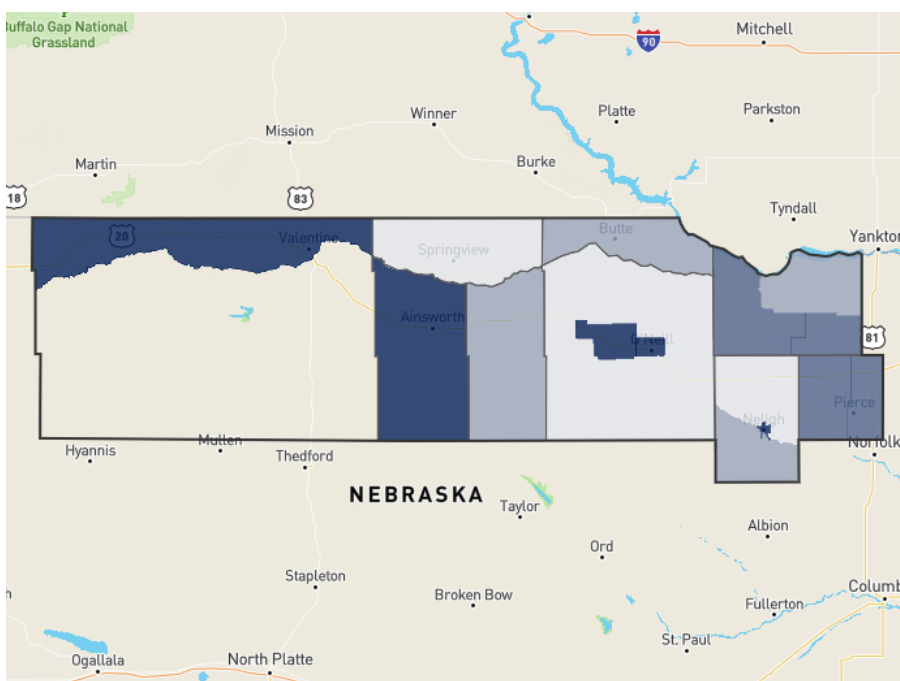 Buffalo Gap National
Grassland
90
Mitchell
Platte
Parkston
Winner
Mission
Burke
Martin
18
83
Tyndall
20
Valentine
Springview
Butte
Yankton
Ainsworth
O'Neill
81
Pierce
Neligh
Mullen
Hyannis
Thedford
Norfolk
NEBRASKA
Taylor
Albion
Ord
Stapleton
Broken Bow
Columb
Fullerton
St. Paul
Ogallala
North Platte